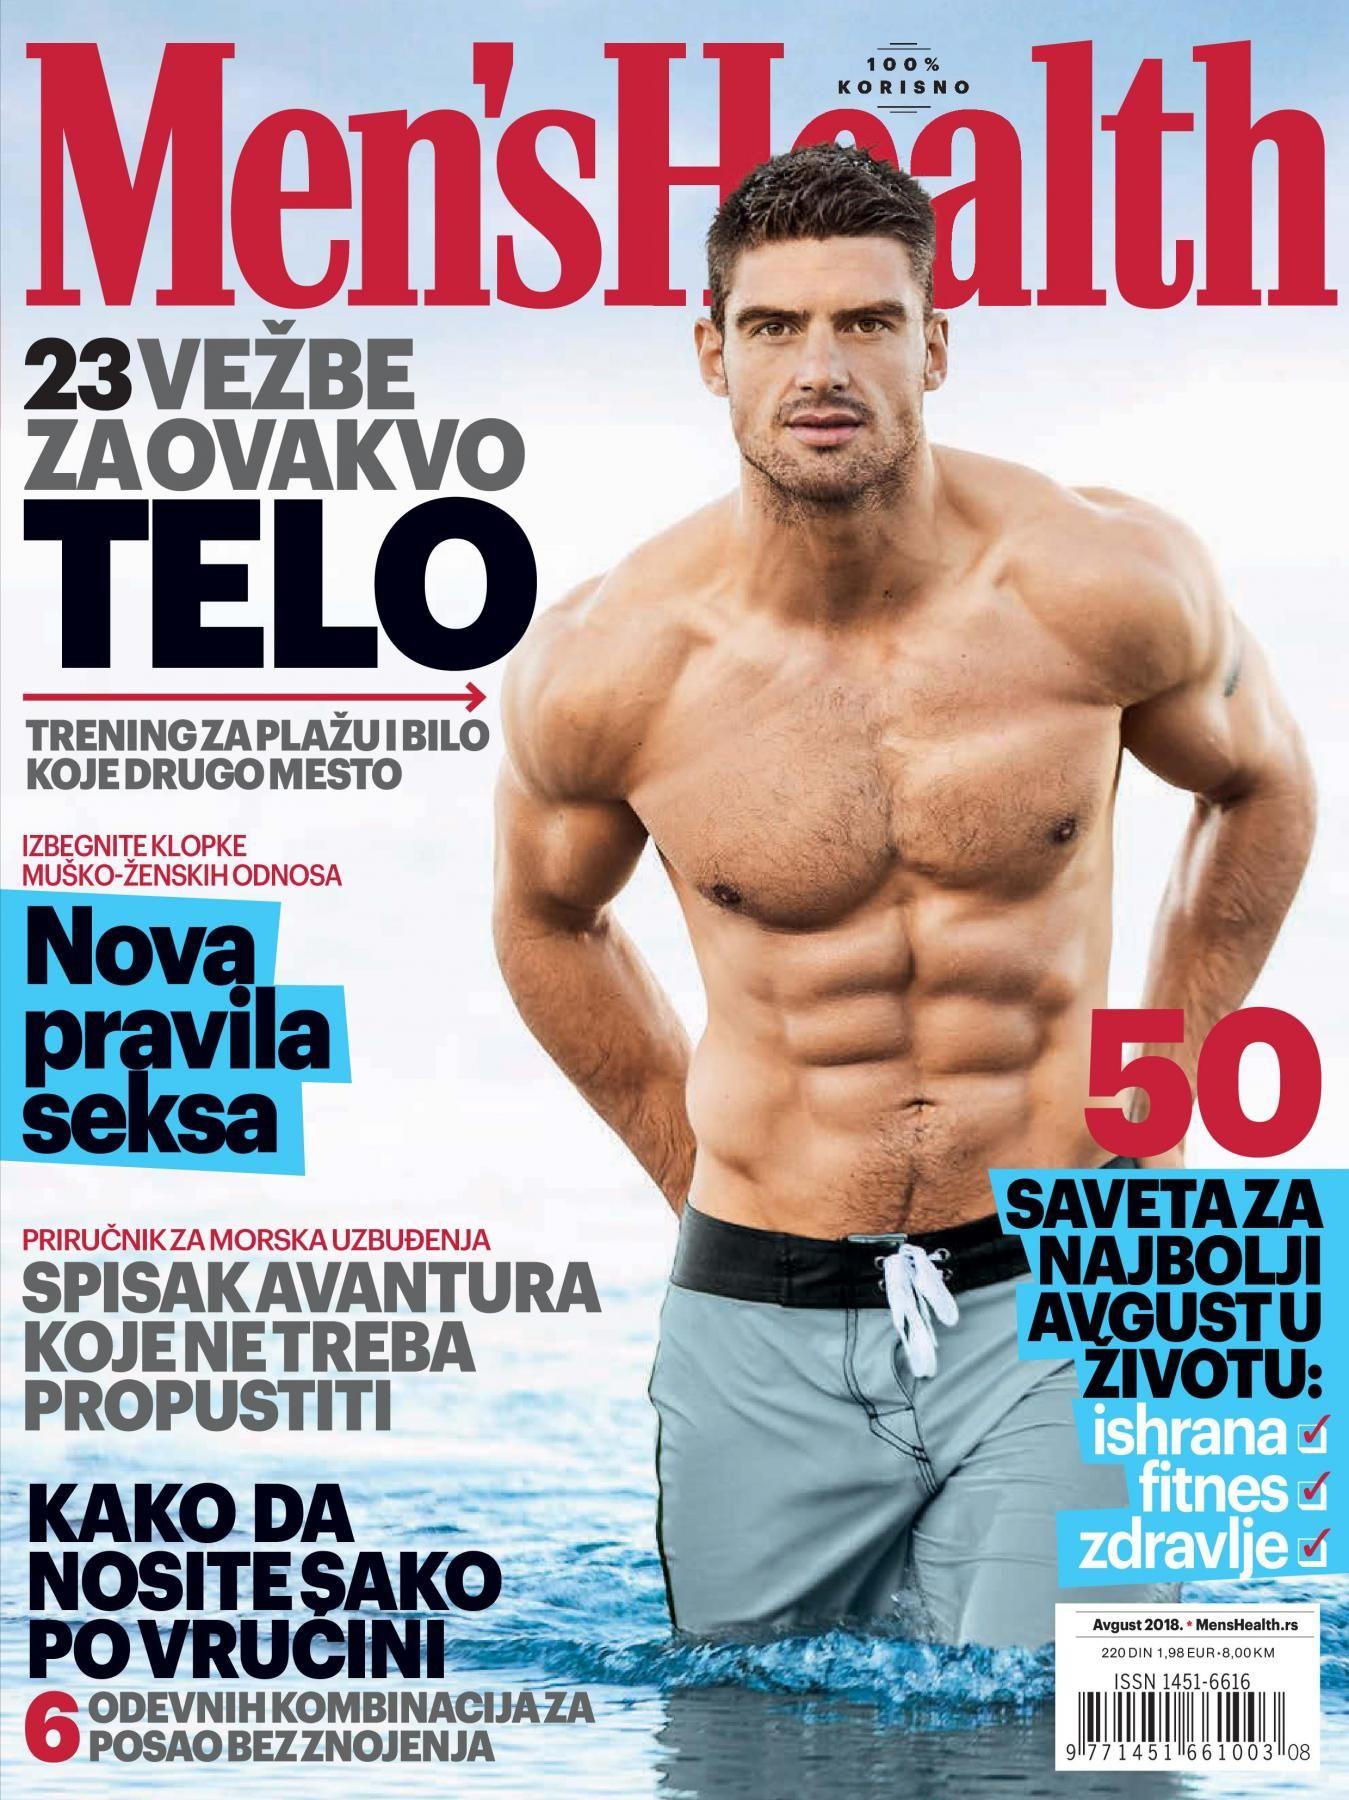 100%
KORISNO
Men'sHealth
23 VEŽBE
ZA OVAKVO
TELO
TRENING ZA PLAŽU I BILO
KOJE DRUGO MESTO
IZBEGNITE KLOPKE
MUŠKO-ŽENSKIH ODNOSA
Nova
pravila
seksa
PRIRUČNIK ZA MORSKA UZBUĐENJA
SPISAK AVANTURA
KOJE NE TREBA
PROPUSTITI
KAKO DA
NOSITE SAKO
PO VRUĆINI
6 ODEVNIH KOMBINACIJA ZA
POSAO BEZ ZNOJENJA
50
SAVETA ZA
NAJBOLJI
AVGUST U
ŽIVOTU:
ishrana
fitnes
zdravlje
Avgust 2018. * MensHealth.rs
220 DIN 1,98 EUR • 8,00 KM
ISSN 1451-6616
9 771451 661003 08